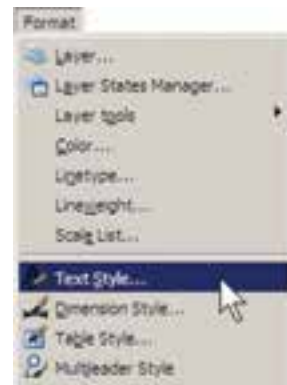 Format
Layer...
Layer States Manager...
Layer tools
Color...
Linetype...
Lineweight...
Scale List...
Text Style...
Dimension Style...
Table Style...
Multileader Style